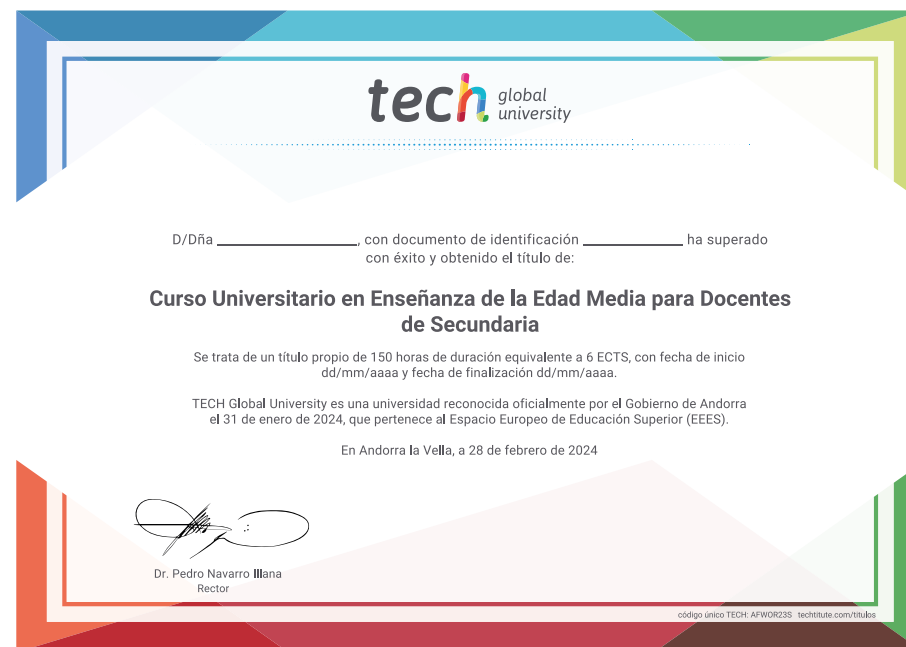 tech global university
D/Dña ____________________, con documento de identificación ______________ ha superado
con éxito y obtenido el título de:
Curso Universitario en Enseñanza de la Edad Media para Docentes
de Secundaria
Se trata de un título propio de 150 horas de duración equivalente a 6 ECTS, con fecha de inicio
dd/mm/aaaa y fecha de finalización dd/mm/aaaa.
TECH Global University es una universidad reconocida oficialmente por el Gobierno de Andorra
el 31 de enero de 2024, que pertenece al Espacio Europeo de Educación Superior (EEES).
En Andorra la Vella, a 28 de febrero de 2024
Dr. Pedro Navarro Illana
Rector
código único TECH: AFWOR23S techtitute.com/titulos